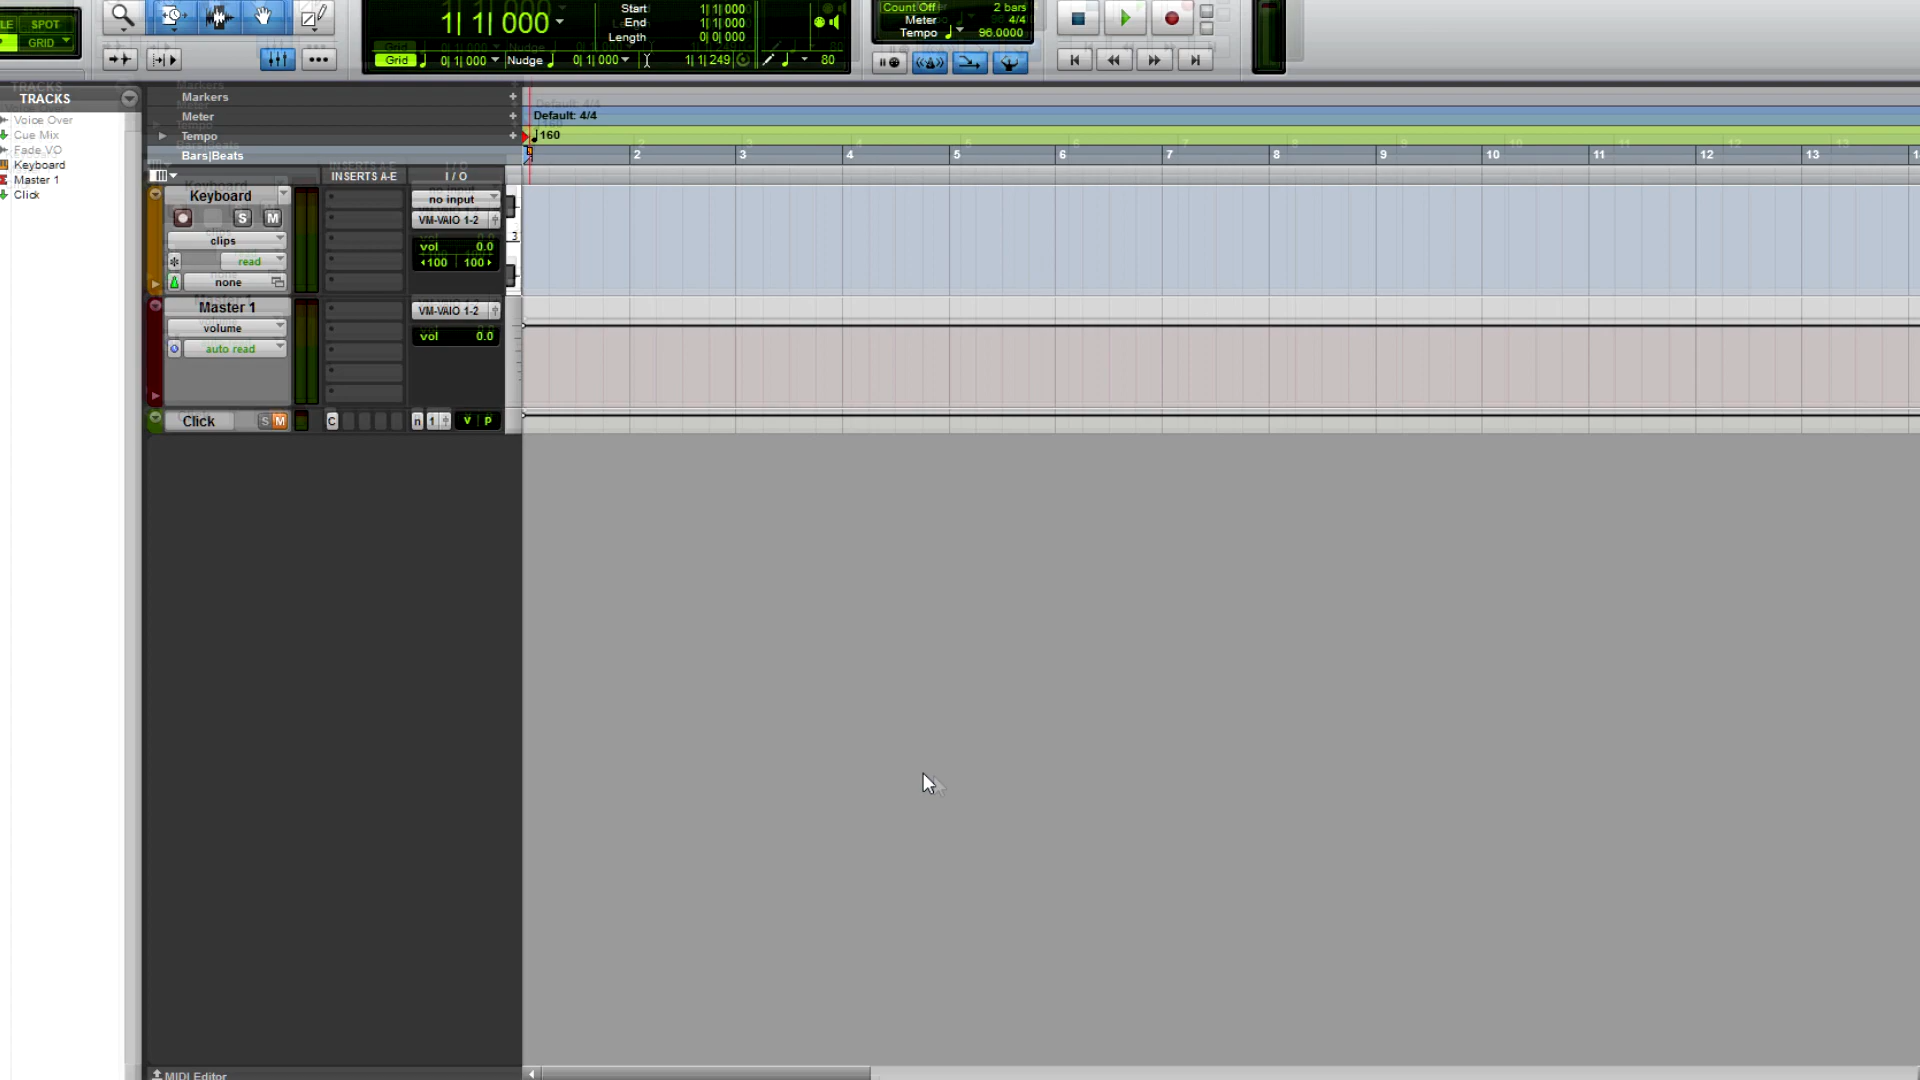 LE SPOT
GRID
1| 1| 000
Start 1| 1| 000
End 1| 1| 000
Length 0| 0| 000
Grid 0| 1| 000 Nudge 0| 1| 000 1| 1| 249 80
Count Off 2 bars
Meter 4/4
Tempo 96.0000
TRACKS
Voice Over
Cue Mix
Fade VO
Keyboard
Master 1
Click
Markers
Meter Default: 4/4
Tempo 160
Bars|Beats 2 3 4 5 6 7 8 9 10 11 12 13
INSERTS A-E I / O
Keyboard no input
S M VM-VAIO 1-2
clips vol 0.0
read 100 100
none
3
Master 1 VM-VAIO 1-2
volume vol 0.0
auto read
Click S M C n 1 v p
MIDI Editor